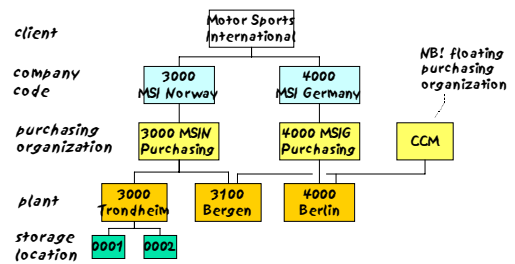 client
Motor Sports
International
company
code
3000
MSI Norway
4000
MSI Germany
NB! floating
purchasing
organization
purchasing
organization
3000 MSIN
Purchasing
4000 MSIG
Purchasing
CCM
plant
3000
Trondheim
3100
Bergen
4000
Berlin
storage
location
0001
0002